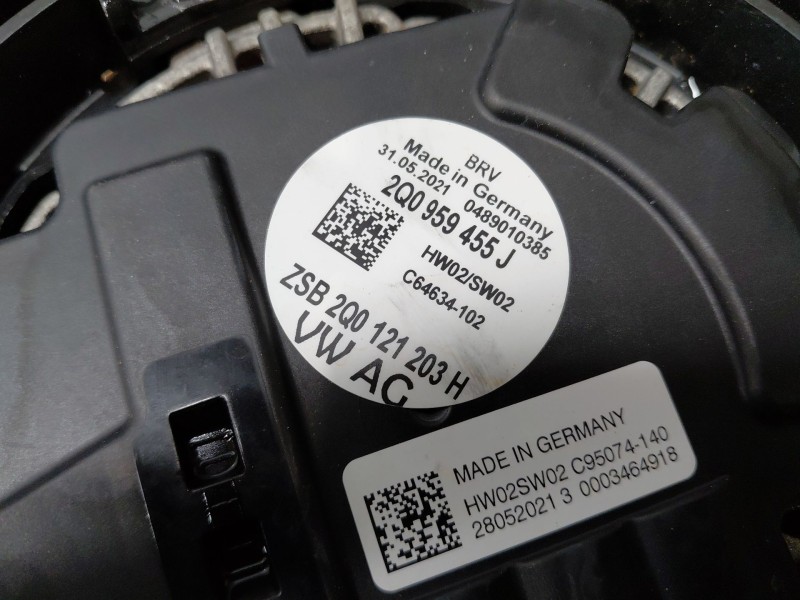 BRV
Made in Germany
31.05.2021 0489010385
2Q0 959 455 J
HW02/SW02
C64634-102
ZSB 2Q0 121 203 H
VW AG
MADE IN GERMANY
HW02SW02 C95074-140
28052021 3 0003464918